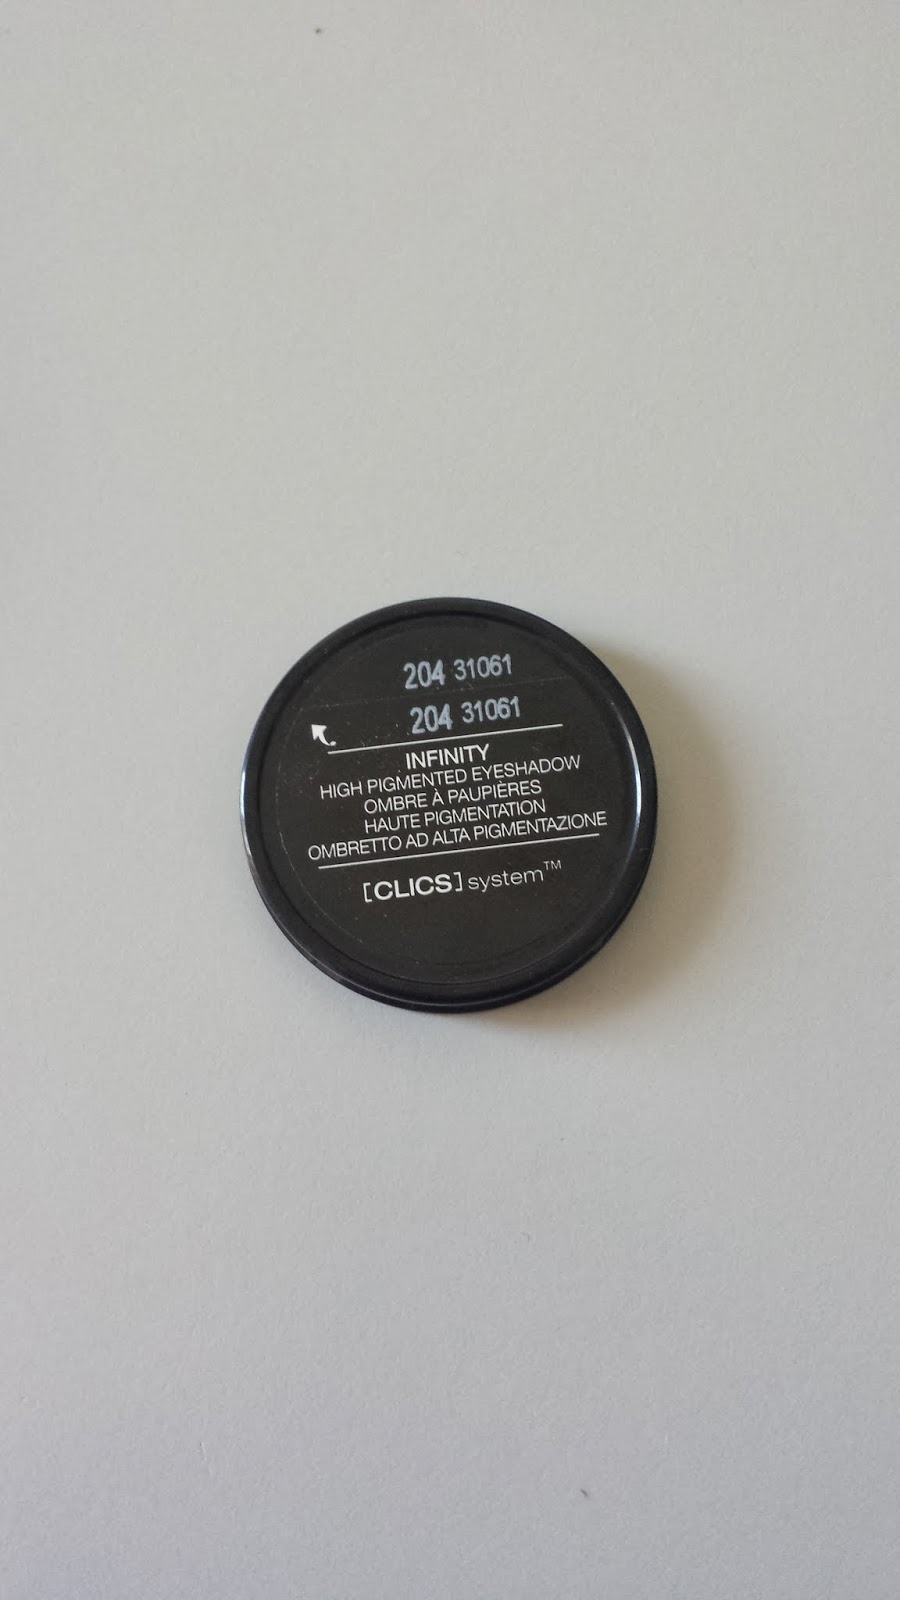 204 31061
204 31061
INFINITY
HIGH PIGMENTED EYESHADOW
OMBRE À PAUPIÈRES
HAUTE PIGMENTATION
OMBRETTO AD ALTA PIGMENTAZIONE
[CLICS] system™